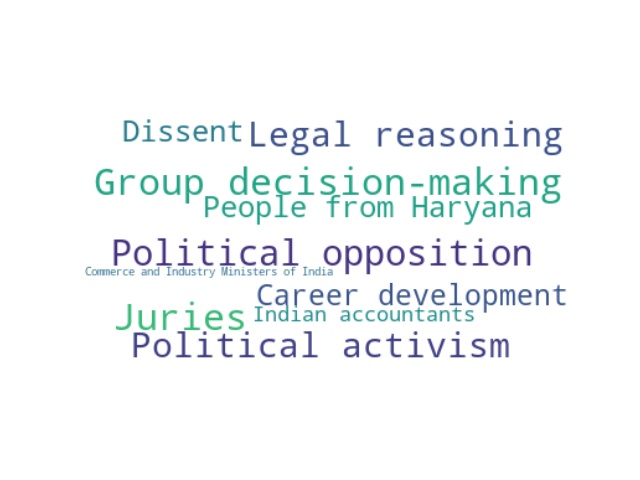 Dissent
Legal reasoning
Group decision-making
People from Haryana
Political opposition
Commerce and Industry Ministers of India
Career development
Juries
Indian accountants
Political activism